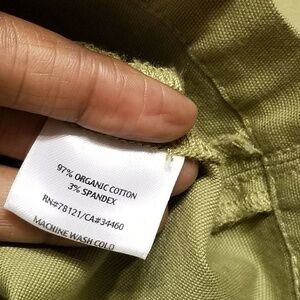 97% ORGANIC COTTON
3% SPANDEX
RN#78121/CA#34460
MACHINE WASH COLD